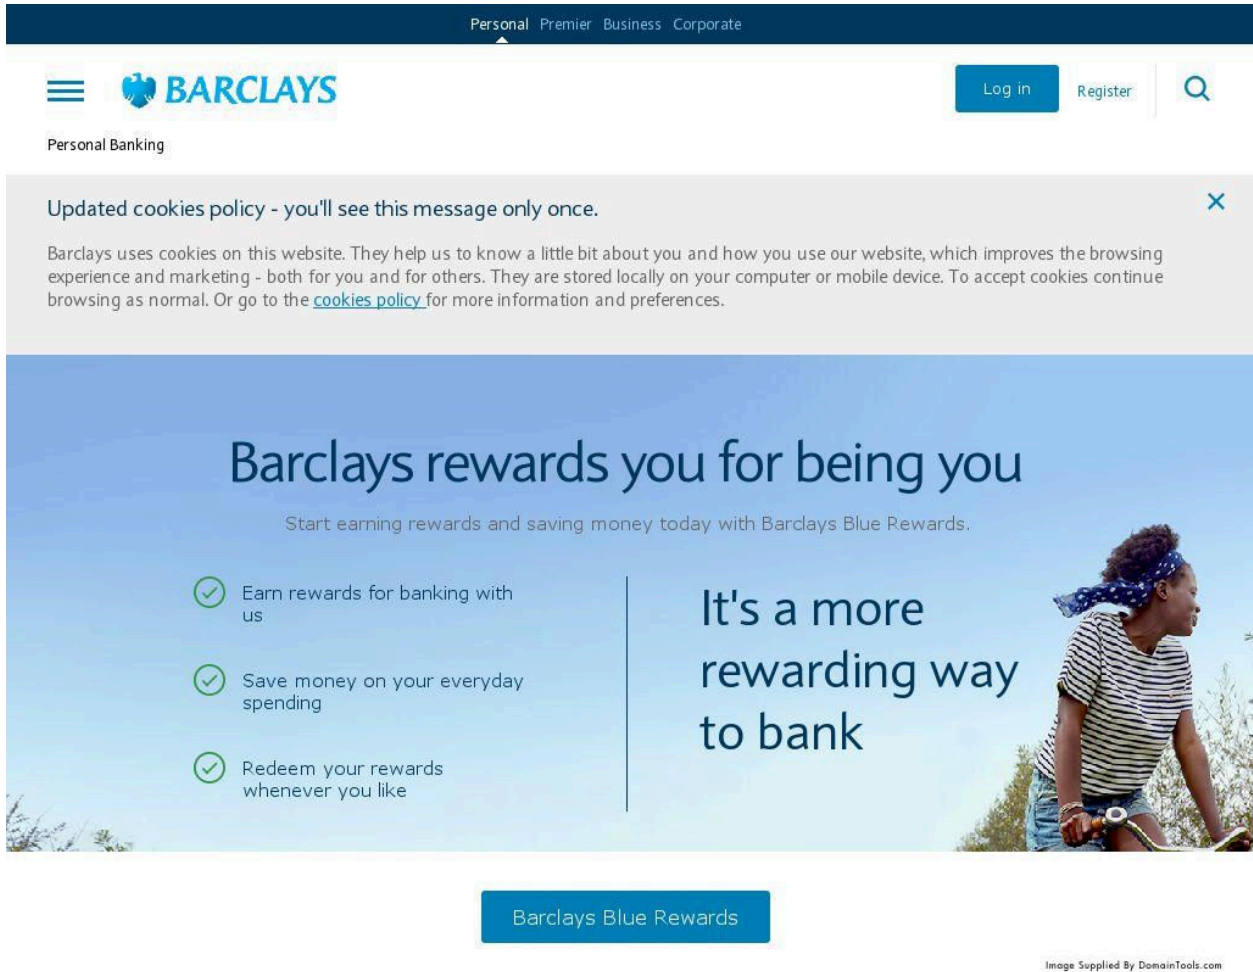 Personal Premier Business Corporate
BARCLAYS
Log in
Register
Personal Banking
Updated cookies policy - you'll see this message only once.
Barclays uses cookies on this website. They help us to know a little bit about you and how you use our website, which improves the browsing
experience and marketing - both for you and for others. They are stored locally on your computer or mobile device. To accept cookies continue
browsing as normal. Or go to the cookies policy for more information and preferences.
Barclays rewards you for being you
Start earning rewards and saving money today with Barclays Blue Rewards.
Earn rewards for banking with
us
Save money on your everyday
spending
Redeem your rewards
whenever you like
It's a more
rewarding way
to bank
Barclays Blue Rewards
Image Supplied By DomainTools.com